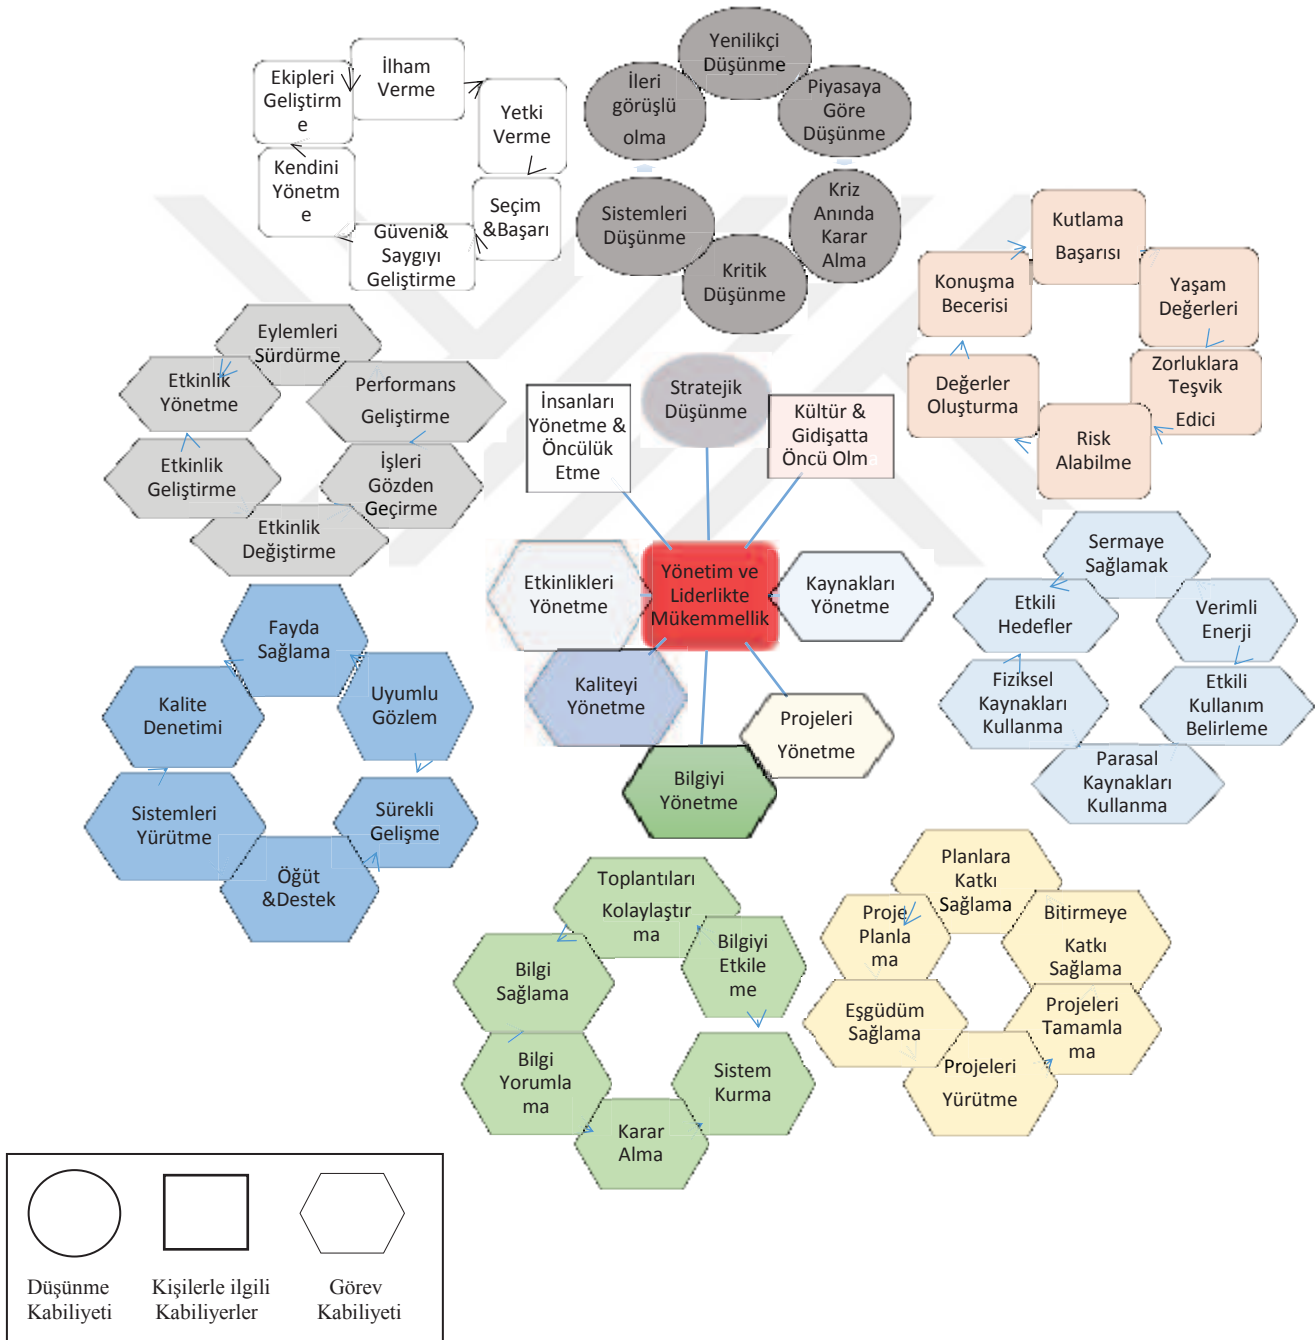 İlham
Verme
Ekipleri
Geliştirm
e
Yetki
Verme
Kendini
Yönetm
e
Seçim
&Başarı
Güveni&
Saygıyı
Geliştirme
Yenilikçi
Düşünme
İleri
görüşlü
olma
Piyasaya
Göre
Düşünme
Sistemleri
Düşünme
Kriz
Anında
Karar
Alma
Kritik
Düşünme
Kutlama
Başarısı
Konuşma
Becerisi
Yaşam
Değerleri
Değerler
Oluşturma
Zorluklara
Teşvik
Edici
Risk
Alabilme
Eylemleri
Sürdürme
Etkinlik
Yönetme
Performans
Geliştirme
Etkinlik
Geliştirme
İşleri
Gözden
Geçirme
Etkinlik
Değiştirme
İnsanları
Yönetme &
Öncülük
Etme
Stratejik
Düşünme
Kültür &
Gidişatta
Öncü Olma
Etkinlikleri
Yönetme
Yönetim ve
Liderlikte
Mükemmellik
Kaynakları
Yönetme
Kaliteyi
Yönetme
Projeleri
Yönetme
Bilgiyi
Yönetme
Sermaye
Sağlamak
Etkili
Hedefler
Verimli
Enerji
Fiziksel
Kaynakları
Kullanma
Etkili
Kullanım
Belirleme
Parasal
Kaynakları
Kullanma
Fayda
Sağlama
Kalite
Denetimi
Uyumlu
Gözlem
Sistemleri
Yürütme
Sürekli
Gelişme
Öğüt
&Destek
Toplantıları
Kolaylaştır
ma
Bilgi
Sağlama
Bilgiyi
Etkile
me
Bilgi
Yorumla
ma
Sistem
Kurma
Karar
Alma
Planlara
Katkı
Sağlama
Proje
Planla
ma
Bitirmeye
Katkı
Sağlama
Eşgüdüm
Sağlama
Projeleri
Tamamla
ma
Projeleri
Yürütme
Düşünme
Kabiliyeti
Kişilerle ilgili
Kabiliyerler
Görev
Kabiliyeti